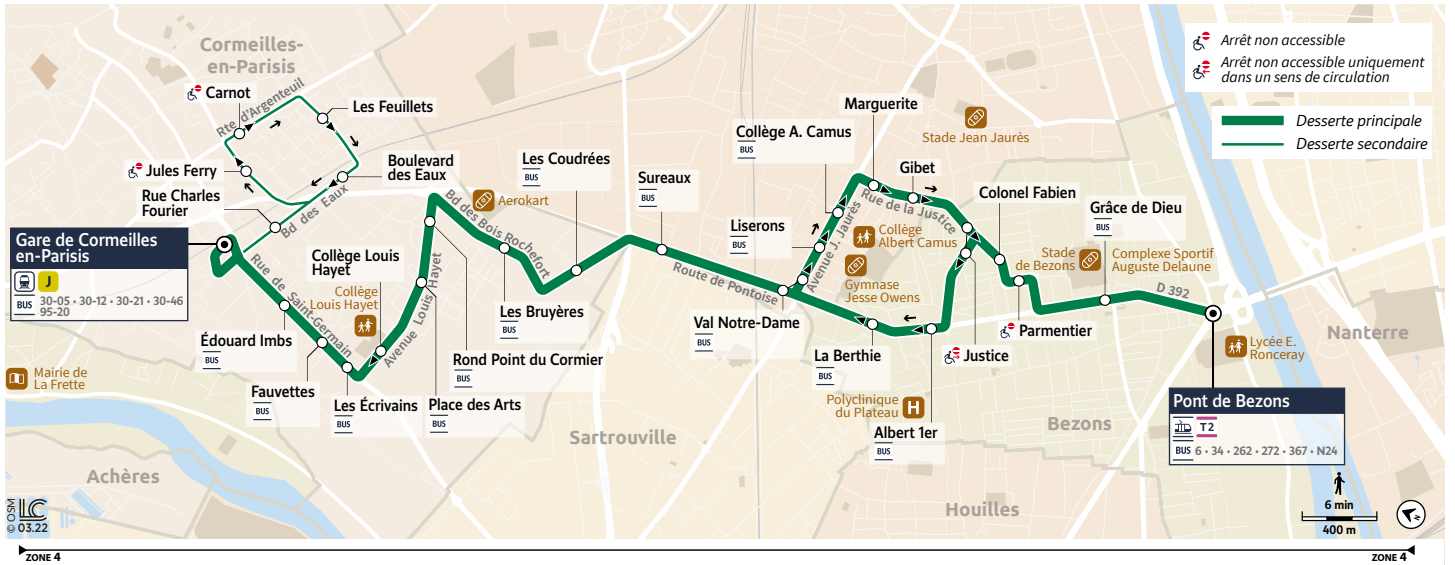 Cormeilles-
en-Parisis
Carnot
Rte d'Argenteuil
Les Feuillets
Jules Ferry
Rue Charles
Fourier
Bd des Eaux
Boulevard
des Eaux
Gare de Cormeilles
en-Parisis
J
BUS 30-05 • 30-12 • 30-21 • 30-46
95-20
Rue de Saint-Germain
Édouard Imbs
BUS
Fauvettes
BUS
Les Écrivains
BUS
Collège Louis
Hayet
Collège
Louis Hayet
Avenue Louis Hayet
Place des Arts
BUS
Rond Point du Cormier
BUS
Aerokart
Bd des Bois Rochefort
Les Bruyères
BUS
Les Coudrées
BUS
Sureaux
BUS
Route de Pontoise
Val Notre-Dame
BUS
Liserons
BUS
Collège A. Camus
BUS
Avenue J. Jaurès
Marguerite
Gibet
Rue de la Justice
Stade Jean Jaurès
Collège
Albert Camus
Gymnase
Jesse Owens
La Berthie
BUS
Polyclinique
du Plateau
H
Albert 1er
BUS
Justice
Colonel Fabien
Parmentier
Stade
de Bezons
Grâce de Dieu
BUS
Complexe Sportif
Auguste Delaune
D 392
Lycée E.
Ronceray
Pont de Bezons
T2
BUS 6 • 34 • 262 • 272 • 367 • N24
Nanterre
Bezons
Houilles
Sartrouville
Achères
Mairie de
La Frette
Arrêt non accessible
Arrêt non accessible uniquement
dans un sens de circulation
Desserte principale
Desserte secondaire
6 min
400 m
© OSM
LC
03.22
ZONE 4
ZONE 4